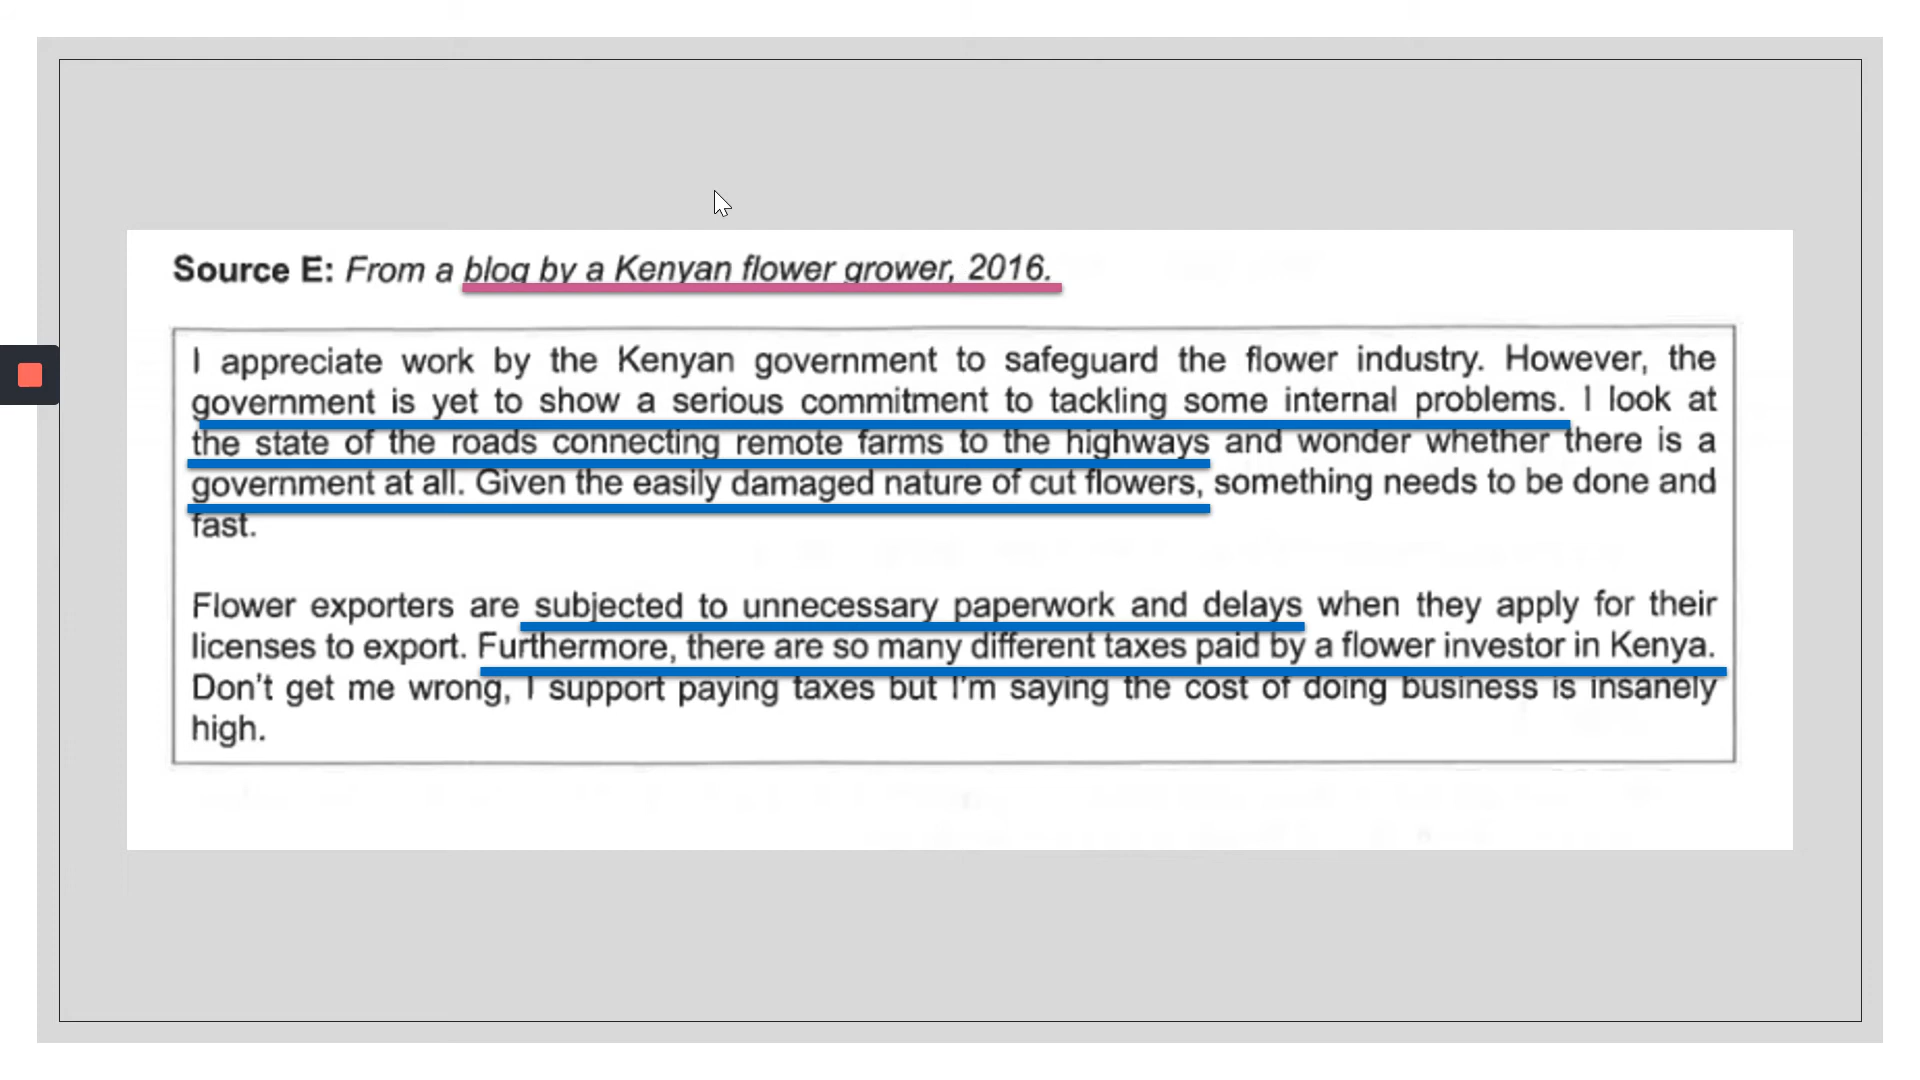 Source E: From a blog by a Kenyan flower grower, 2016.
I appreciate work by the Kenyan government to safeguard the flower industry. However, the
government is yet to show a serious commitment to tackling some internal problems. I look at
the state of the roads connecting remote farms to the highways and wonder whether there is a
government at all. Given the easily damaged nature of cut flowers, something needs to be done and
fast.
Flower exporters are subjected to unnecessary paperwork and delays when they apply for their
licenses to export. Furthermore, there are so many different taxes paid by a flower investor in Kenya.
Don't get me wrong, I support paying taxes but I'm saying the cost of doing business is insanely
high.